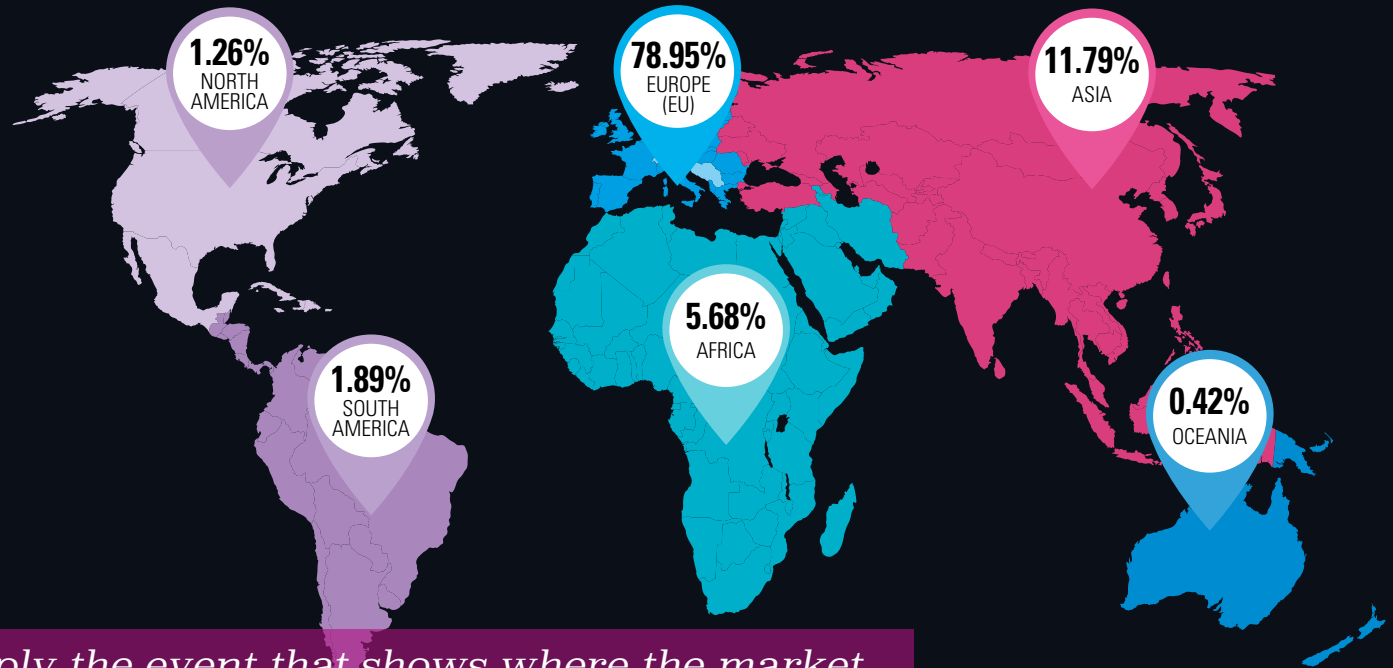 1.26%
NORTH
AMERICA
78.95%
EUROPE
(EU)
11.79%
ASIA
5.68%
AFRICA
1.89%
SOUTH
AMERICA
0.42%
OCEANIA
the event that shows where the market